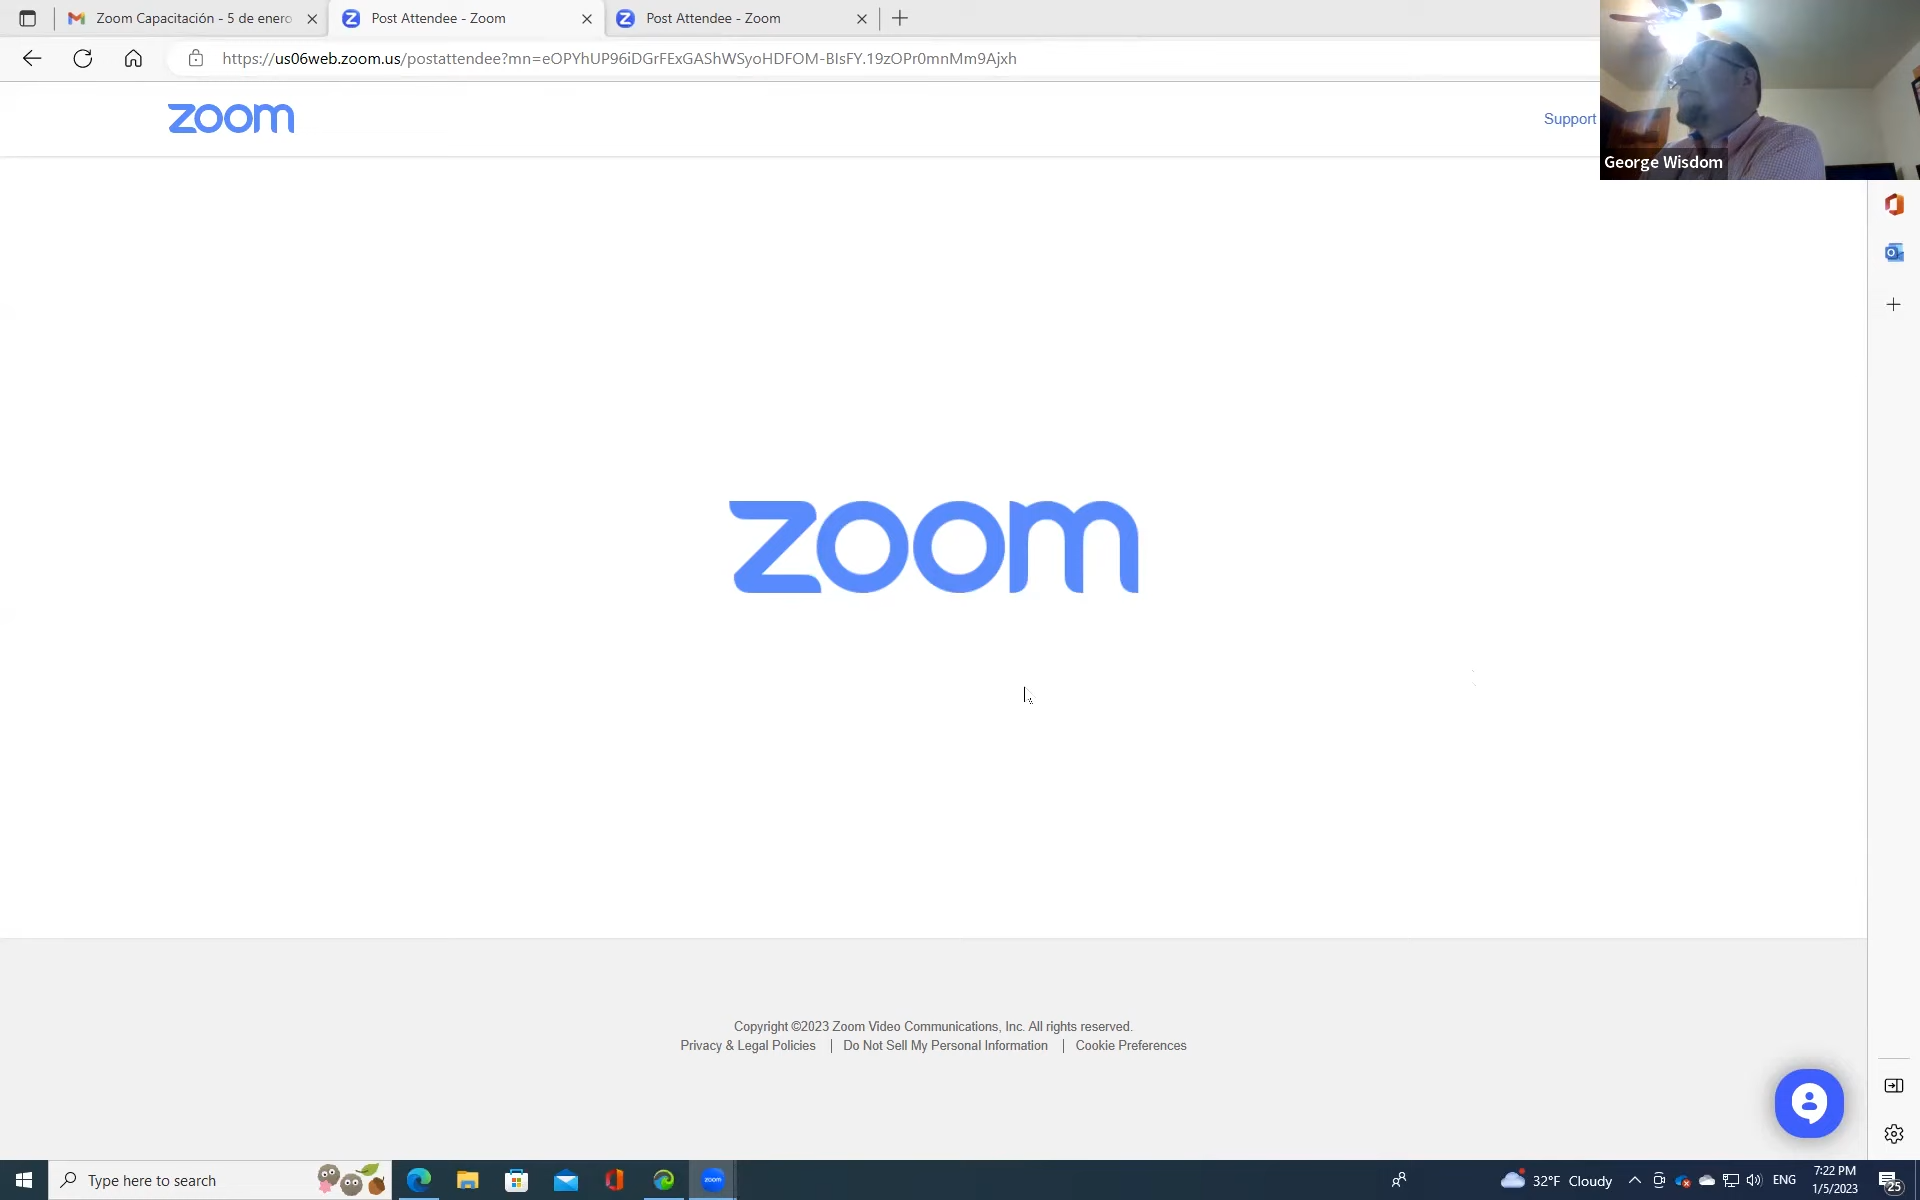 Zoom Capacitación - 5 de enero
Post Attendee - Zoom
Post Attendee - Zoom
https://us06web.zoom.us/postattendee?mn=eOPYhUP96iDGrFExGAShWSyoHDFOM-BIsFY.19zOPr0mnMm9Ajxh
zoom
Support
George Wisdom
zoom
Copyright ©2023 Zoom Video Communications, Inc. All rights reserved.
Privacy & Legal Policies | Do Not Sell My Personal Information | Cookie Preferences
Type here to search
zoom
32°F Cloudy
ENG
7:22 PM
1/5/2023
25